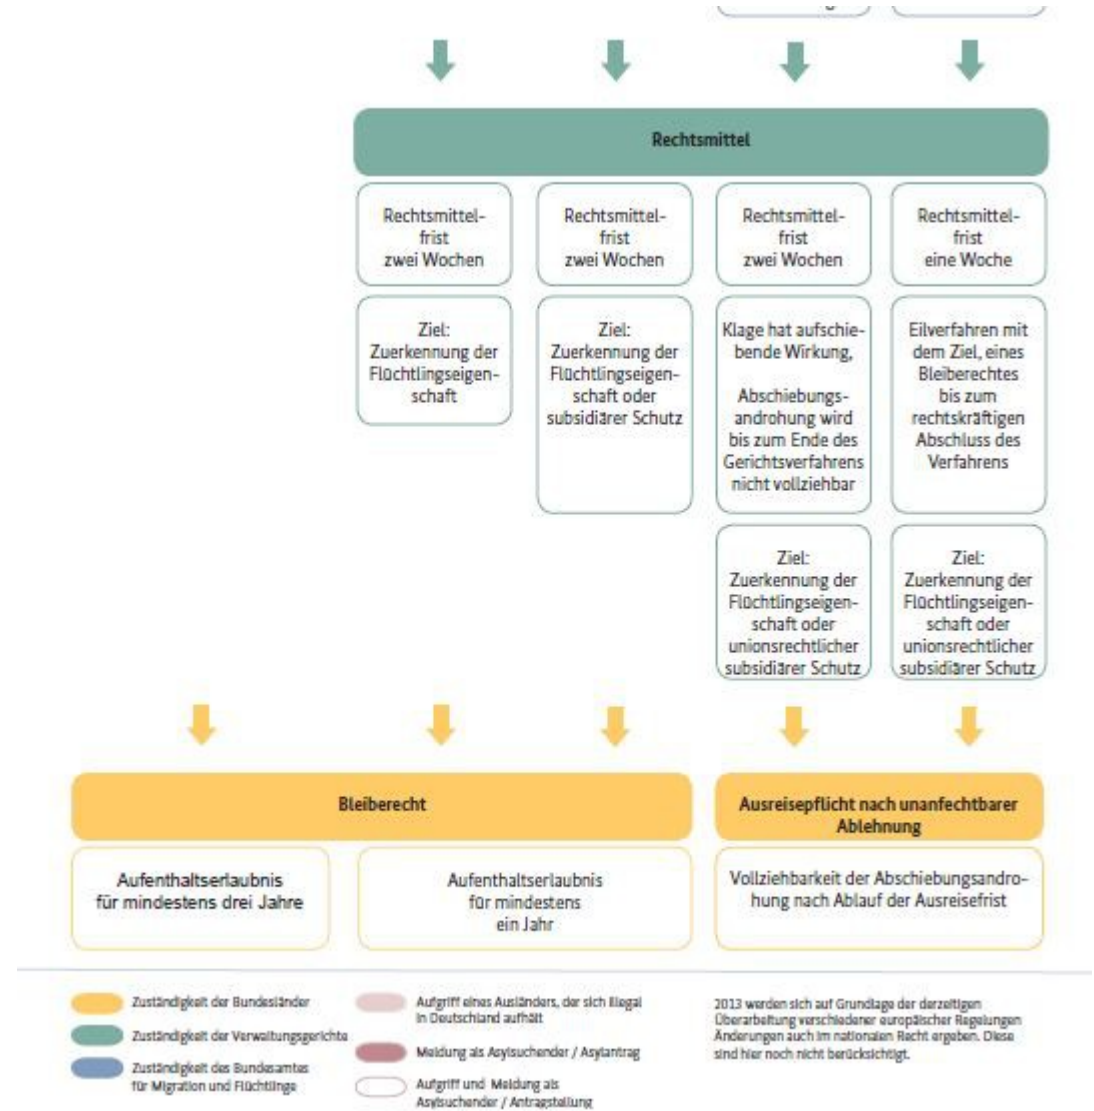 Rechtsmittel
Rechtsmittel-
frist
zwei Wochen
Rechtsmittel-
frist
zwei Wochen
Rechtsmittel-
frist
zwei Wochen
Rechtsmittel-
frist
eine Woche
Ziel:
Zuerkennung der
Flüchtlingseigen-
schaft
Ziel:
Zuerkennung der
Flüchtlingseigen-
schaft oder
subsidiärer Schutz
Klage hat aufschie-
bende Wirkung,
Abschiebungs-
androhung wird
bis zum Ende des
Gerichtsverfahrens
nicht vollziehbar
Eilverfahren mit
dem Ziel, eines
Bleiberechtes
bis zum
rechtskräftigen
Abschluss des
Verfahrens
Ziel:
Zuerkennung der
Flüchtlingseigen-
schaft oder
unionsrechtlicher
subsidiärer Schutz
Ziel:
Zuerkennung der
Flüchtlingseigen-
schaft oder
unionsrechtlicher
subsidiärer Schutz
Bleiberecht
Ausreisepflicht nach unanfechtbarer
Ablehnung
Aufenthaltserlaubnis
für mindestens drei Jahre
Aufenthaltserlaubnis
für mindestens
ein Jahr
Vollziehbarkeit der Abschiebungsandro-
hung nach Ablauf der Ausreisefrist
Zuständigkeit der Bundesländer
Zuständigkeit der Verwaltungsgerichte
Zuständigkeit des Bundesamtes
für Migration und Flüchtlinge
Aufgriff eines Ausländers, der sich illegal
in Deutschland aufhält
Meldung als Asylsuchender / Asylantrag
Aufgriff und Meldung als
Asylsuchender / Antragstellung
2013 werden sich auf Grundlage der derzeitigen
Überarbeitung verschiedener europäischer Regelungen
Änderungen auch im nationalen Recht ergeben. Diese
sind hier noch nicht berücksichtigt.